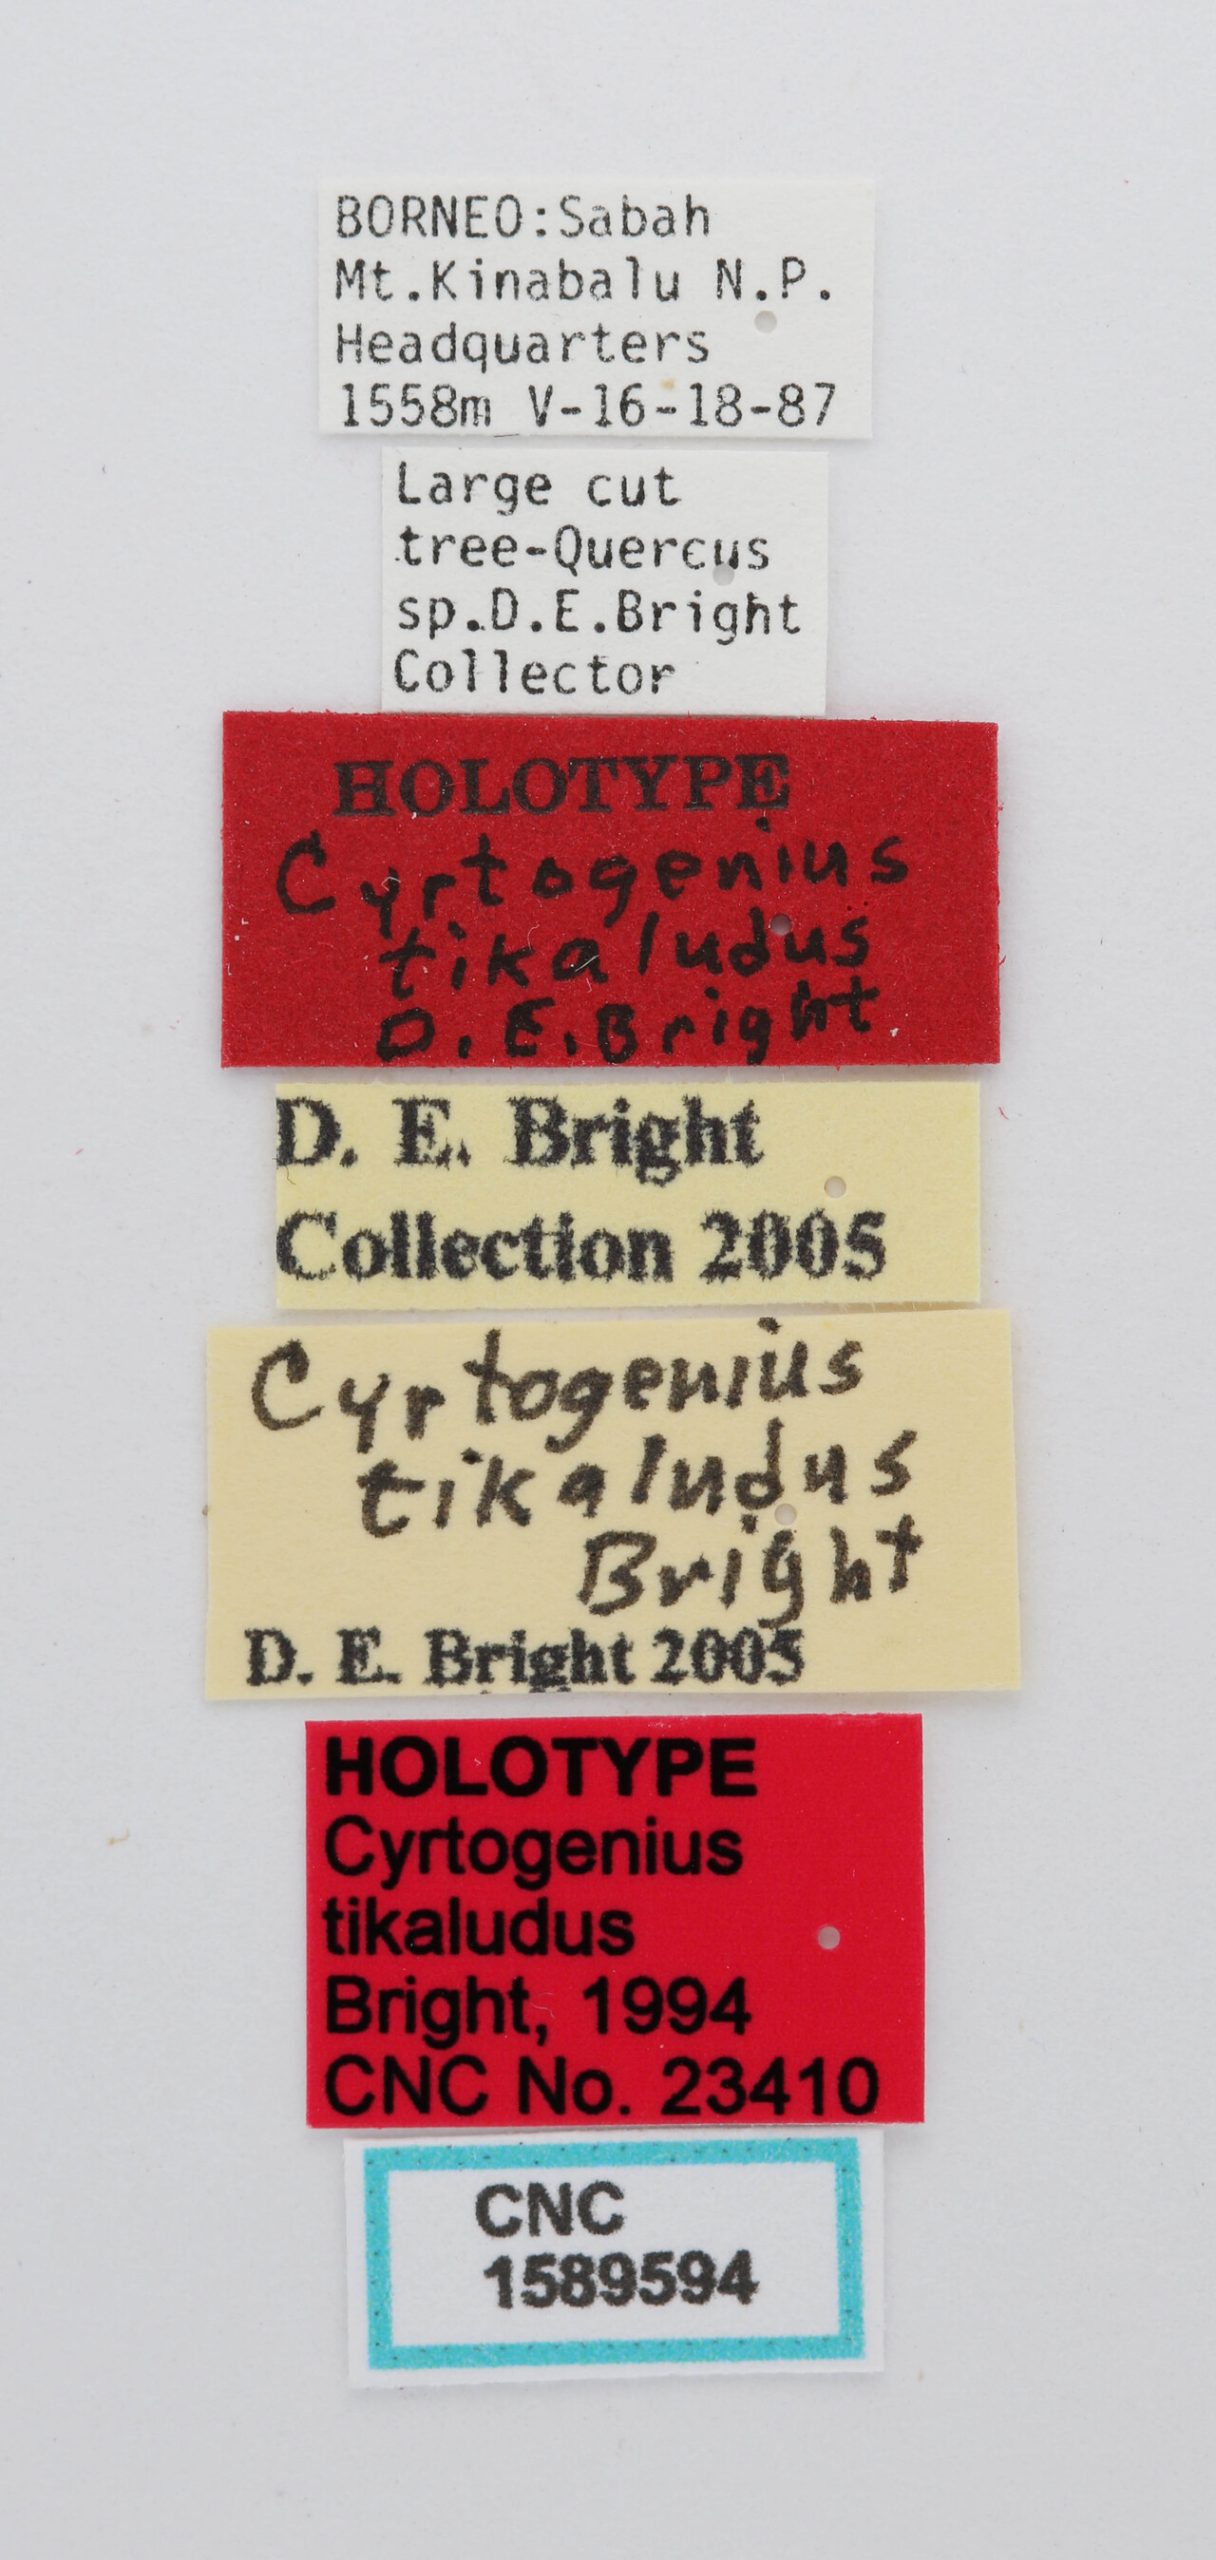 BORNEO:Sabah
Mt.Kinabalu N.P.
Headquarters
1558m V-16-18-87
Large cut
tree-Quercus
sp.D.E.Bright
Collector
HOLOTYPE
Cyrtogenius
tikaludus
D.E.Bright
D. E. Bright
Collection 2005
Cyrtogenius
tikaludus
Bright
D. E. Bright 2005
HOLOTYPE
Cyrtogenius
tikaludus
Bright, 1994
CNC No. 23410
CNC
1589594